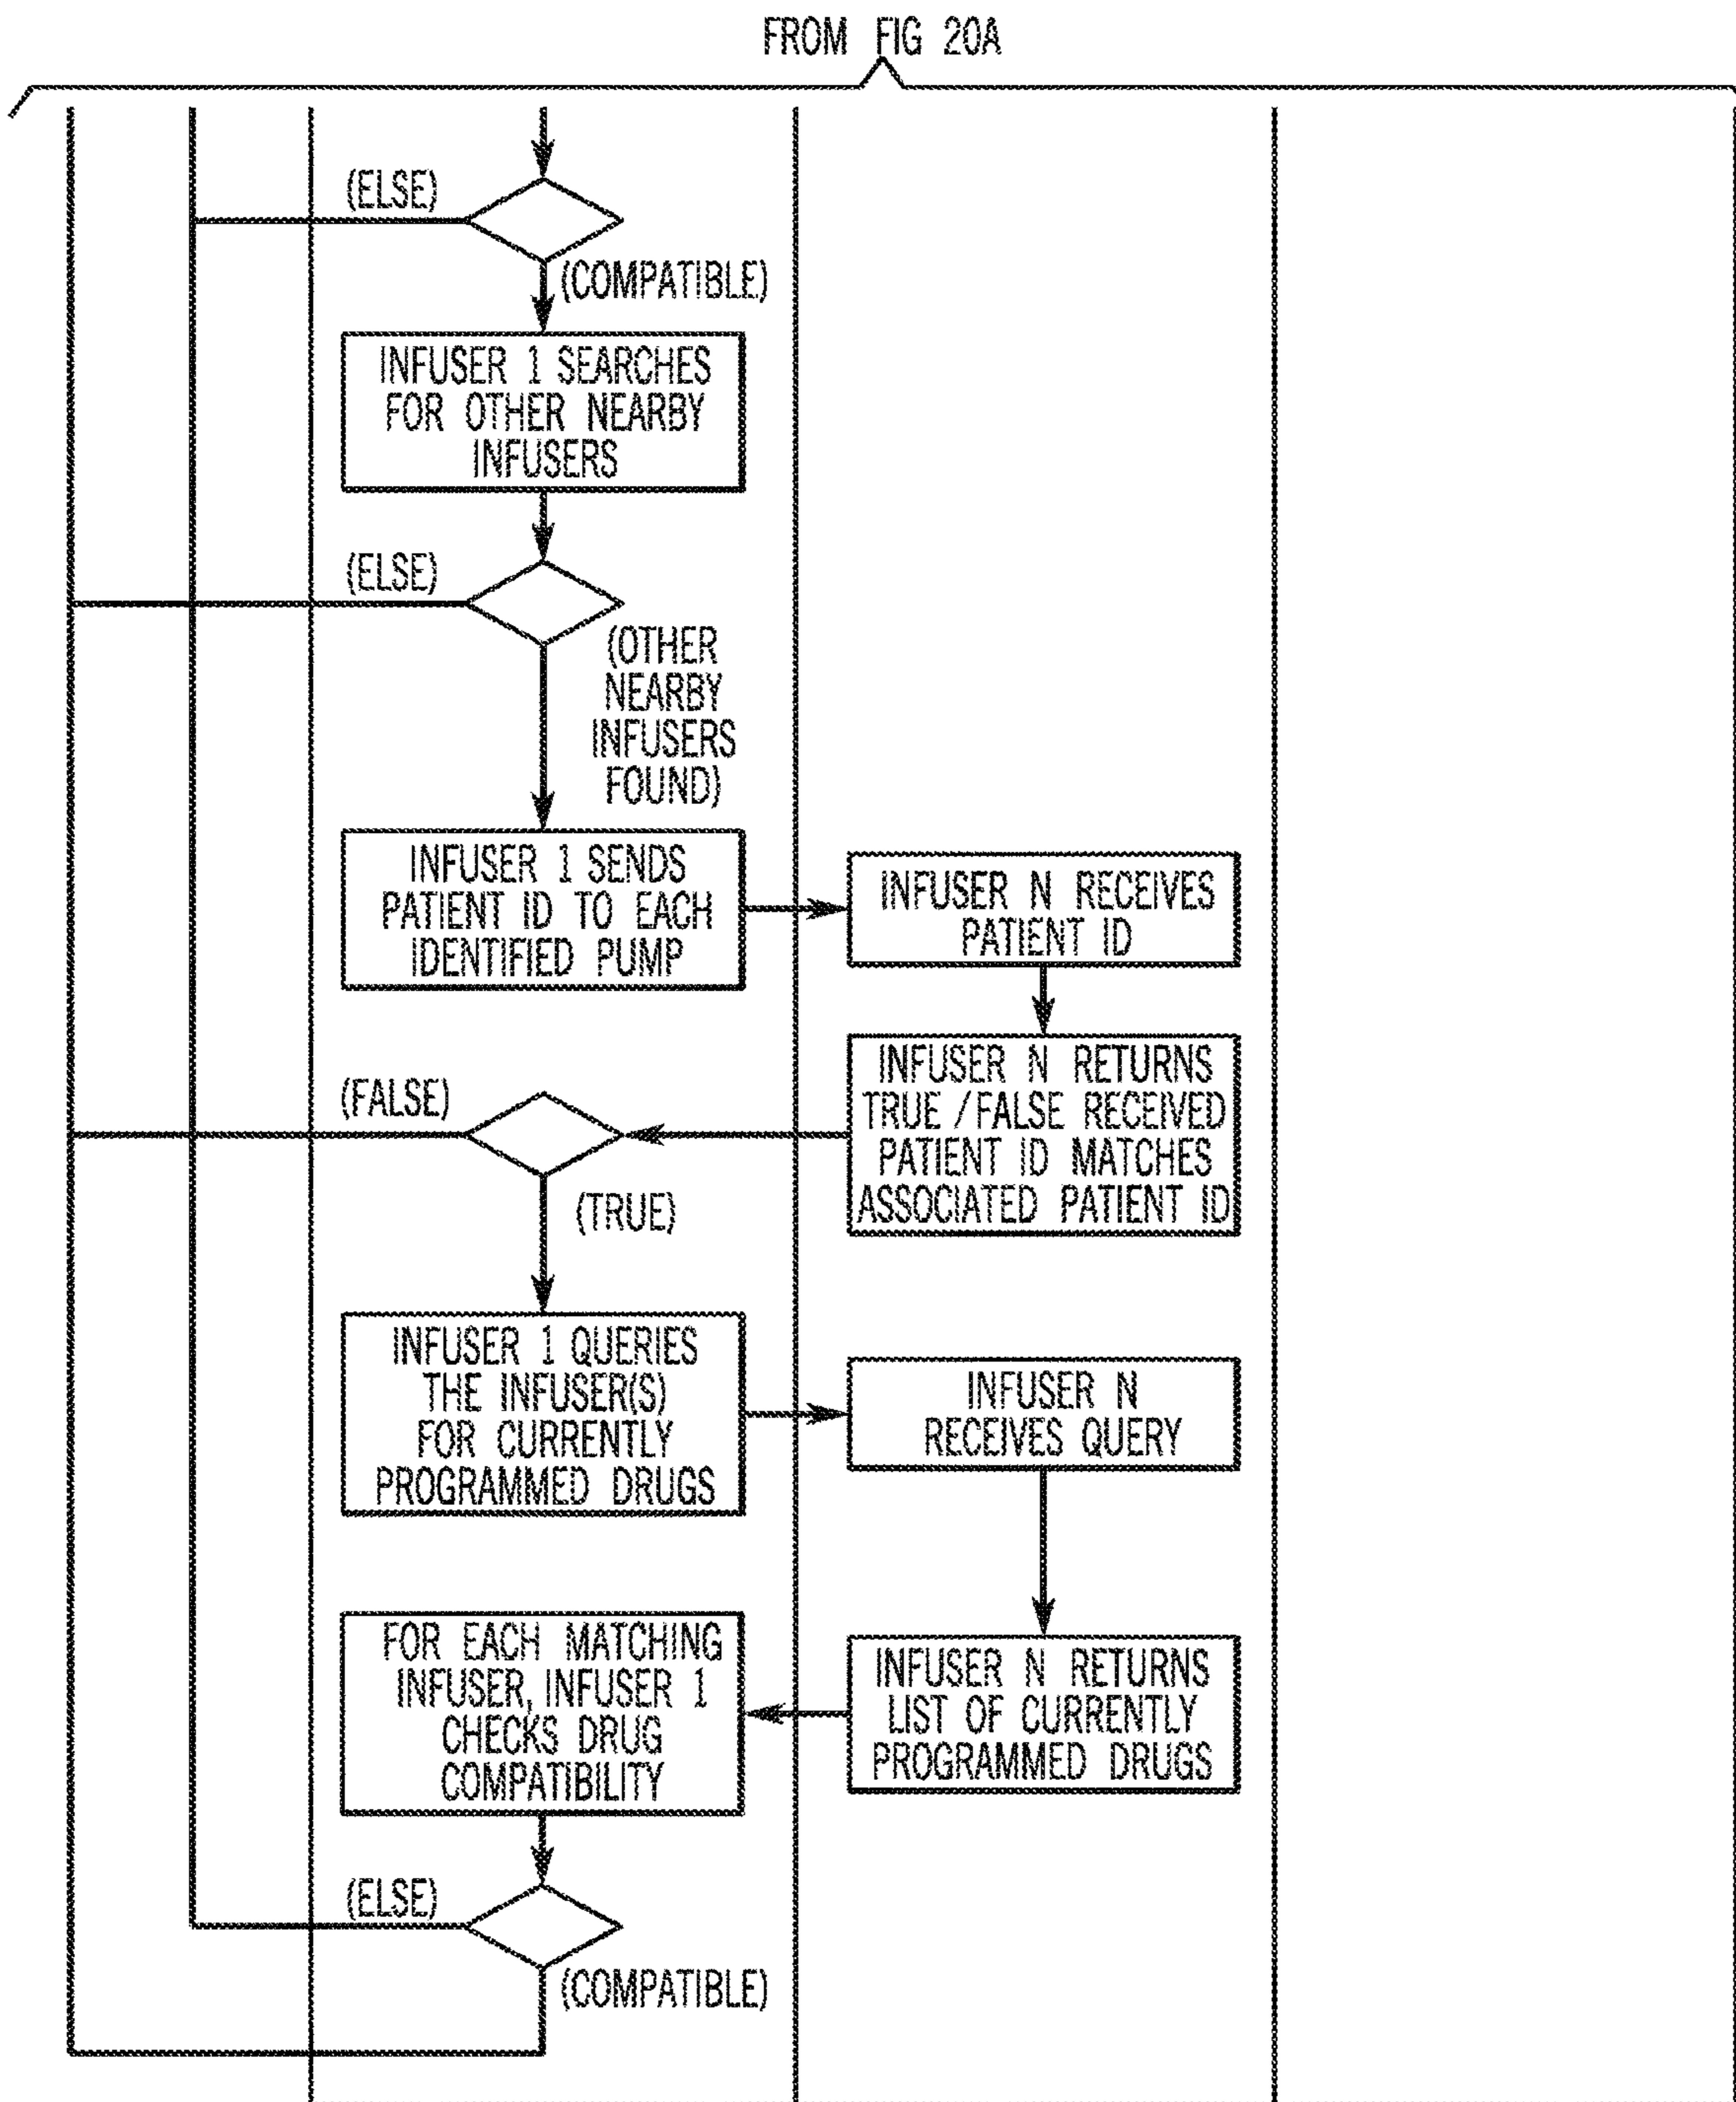 FROM FIG 20A
(ELSE)
(COMPATIBLE)
INFUSER 1 SEARCHES
FOR OTHER NEARBY
INFUSERS
(ELSE)
(OTHER
NEARBY
INFUSERS
FOUND)
INFUSER 1 SENDS
PATIENT ID TO EACH
IDENTIFIED PUMP
INFUSER N RECEIVES
PATIENT ID
INFUSER N RETURNS
TRUE / FALSE RECEIVED
PATIENT ID MATCHES
ASSOCIATED PATIENT ID
(FALSE)
(TRUE)
INFUSER 1 QUERIES
THE INFUSER(S)
FOR CURRENTLY
PROGRAMMED DRUGS
INFUSER N
RECEIVES QUERY
INFUSER N RETURNS
LIST OF CURRENTLY
PROGRAMMED DRUGS
FOR EACH MATCHING
INFUSER, INFUSER 1
CHECKS DRUG
COMPATIBILITY
(ELSE)
(COMPATIBLE)